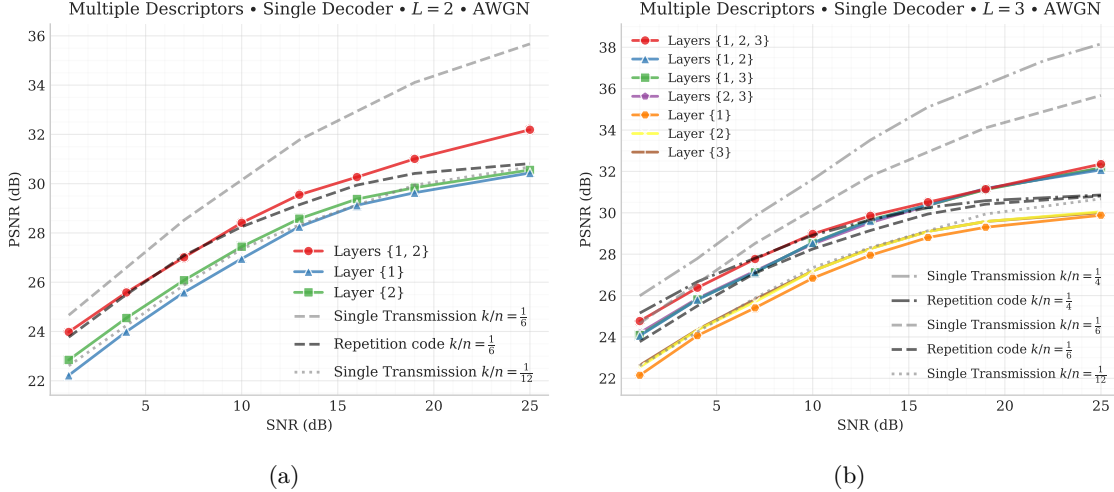 Multiple Descriptors • Single Decoder • L = 2 • AWGN
PSNR (dB)
36
34
32
30
28
26
24
22
5
10
15
20
25
SNR (dB)
Layers {1, 2}
Layer {1}
Layer {2}
Single Transmission k/n = 1/6
Repetition code k/n = 1/6
Single Transmission k/n = 1/12
(a)
Multiple Descriptors • Single Decoder • L = 3 • AWGN
PSNR (dB)
38
36
34
32
30
28
26
24
22
5
10
15
20
25
SNR (dB)
Layers {1, 2, 3}
Layers {1, 2}
Layers {1, 3}
Layers {2, 3}
Layer {1}
Layer {2}
Layer {3}
Single Transmission k/n = 1/4
Repetition code k/n = 1/4
Single Transmission k/n = 1/6
Repetition code k/n = 1/6
Single Transmission k/n = 1/12
(b)